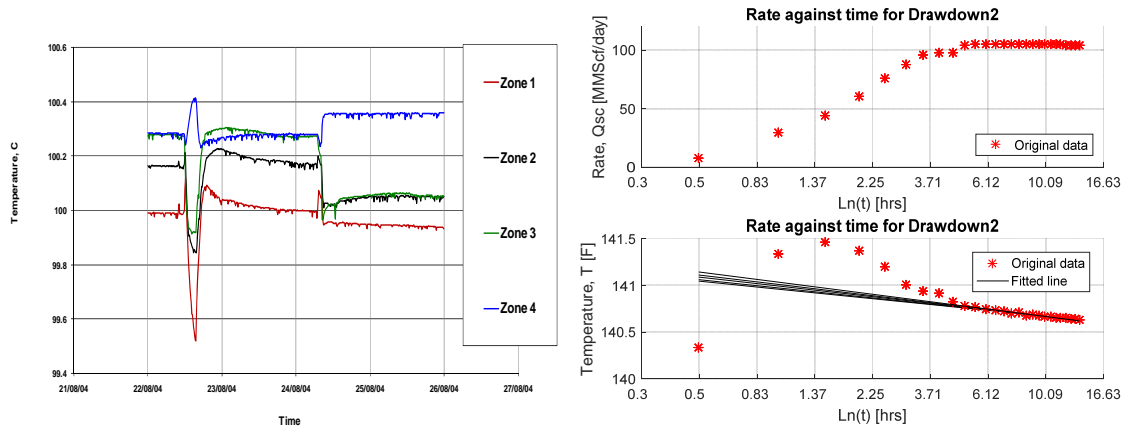 100.6
100.4
100.2
100
99.8
99.6
99.4
21/08/04 22/08/04 23/08/04 24/08/04 25/08/04 26/08/04 27/08/04
Temperature, C
Time
Zone 1
Zone 2
Zone 3
Zone 4
Rate against time for Drawdown2
Rate, Qsc [MMScf/day]
100
50
0
Original data
0.3 0.5 0.83 1.37 2.25 3.71 6.12 10.09 16.63
Ln(t) [hrs]
Rate against time for Drawdown2
Temperature, T [F]
141.5
141
140.5
140
Original data
Fitted line
0.3 0.5 0.83 1.37 2.25 3.71 6.12 10.09 16.63
Ln(t) [hrs]